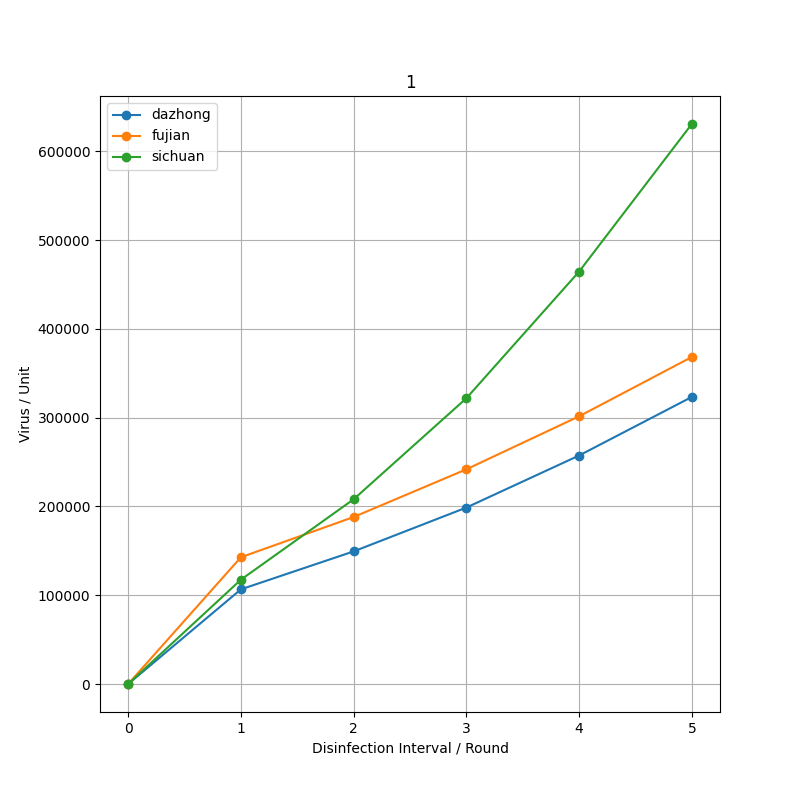 1
dazhong
fujian
sichuan
600000
500000
400000
300000
200000
100000
0
Virus / Unit
0 1 2 3 4 5
Disinfection Interval / Round